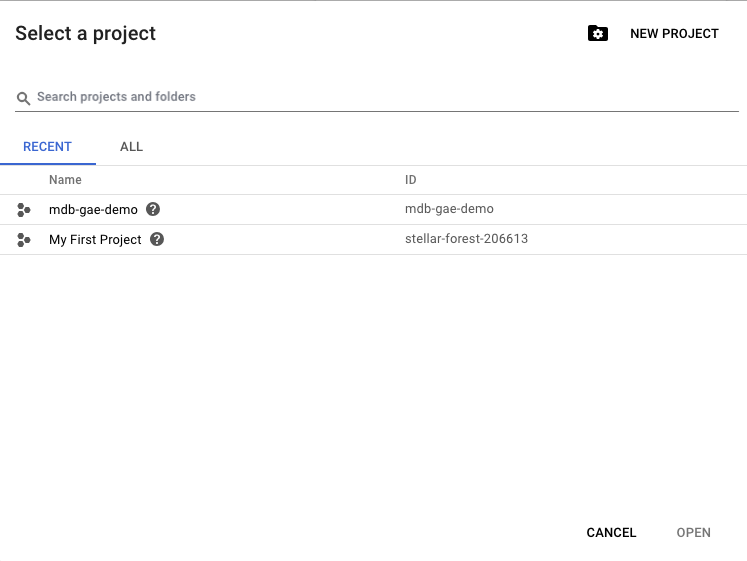 Select a project
NEW PROJECT
Search projects and folders
RECENT ALL
Name ID
mdb-gae-demo ? mdb-gae-demo
My First Project ? stellar-forest-206613
CANCEL OPEN